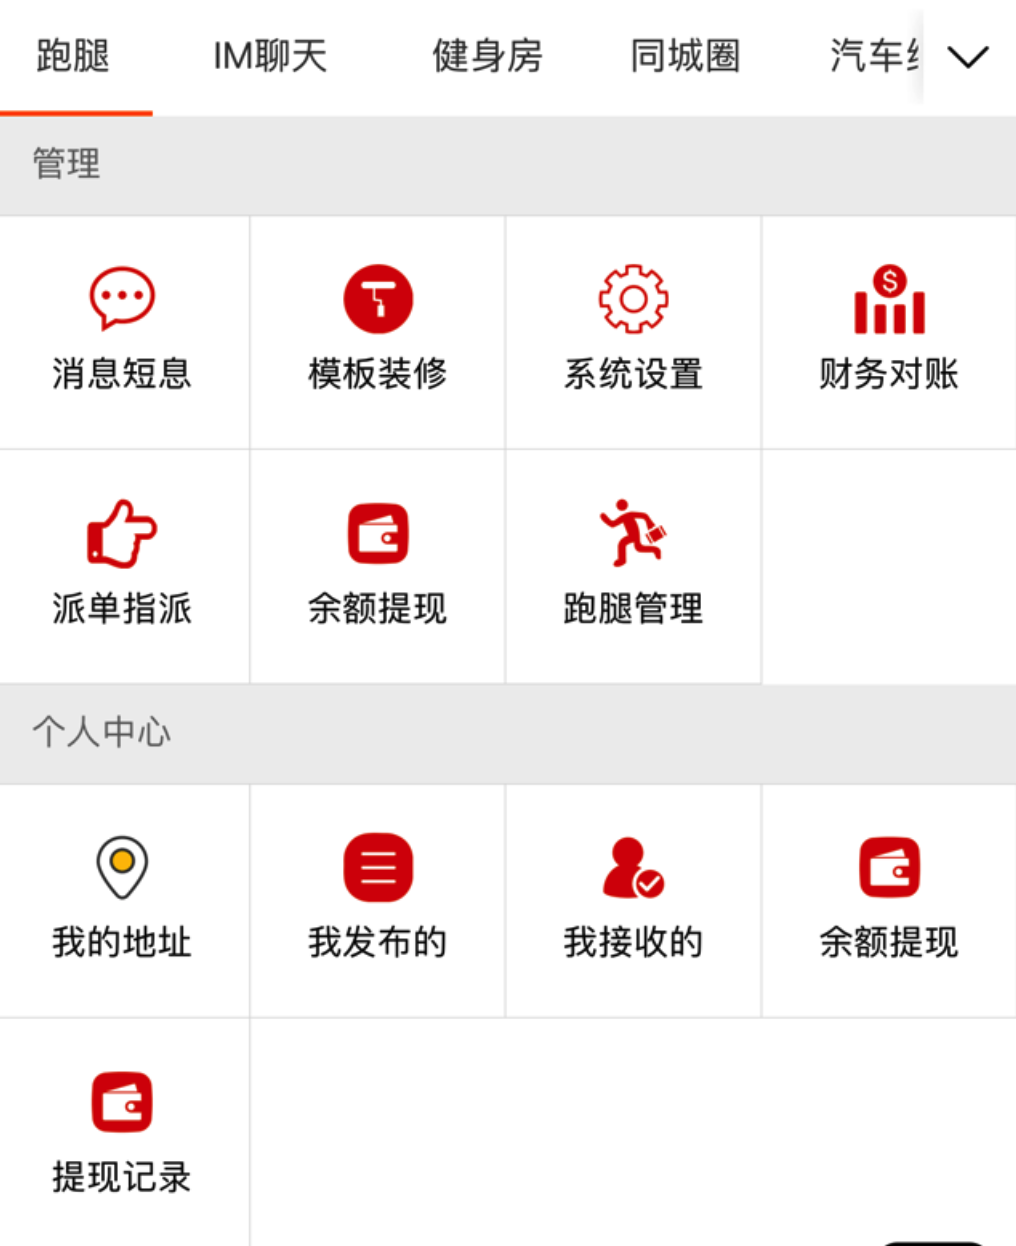 跑腿 IM聊天 健身房 同城圈 汽车
管理
消息短息 模板装修 系统设置 财务对账
派单指派 余额提现 跑腿管理
个人中心
我的地址 我发布的 我接收的 余额提现
提现记录